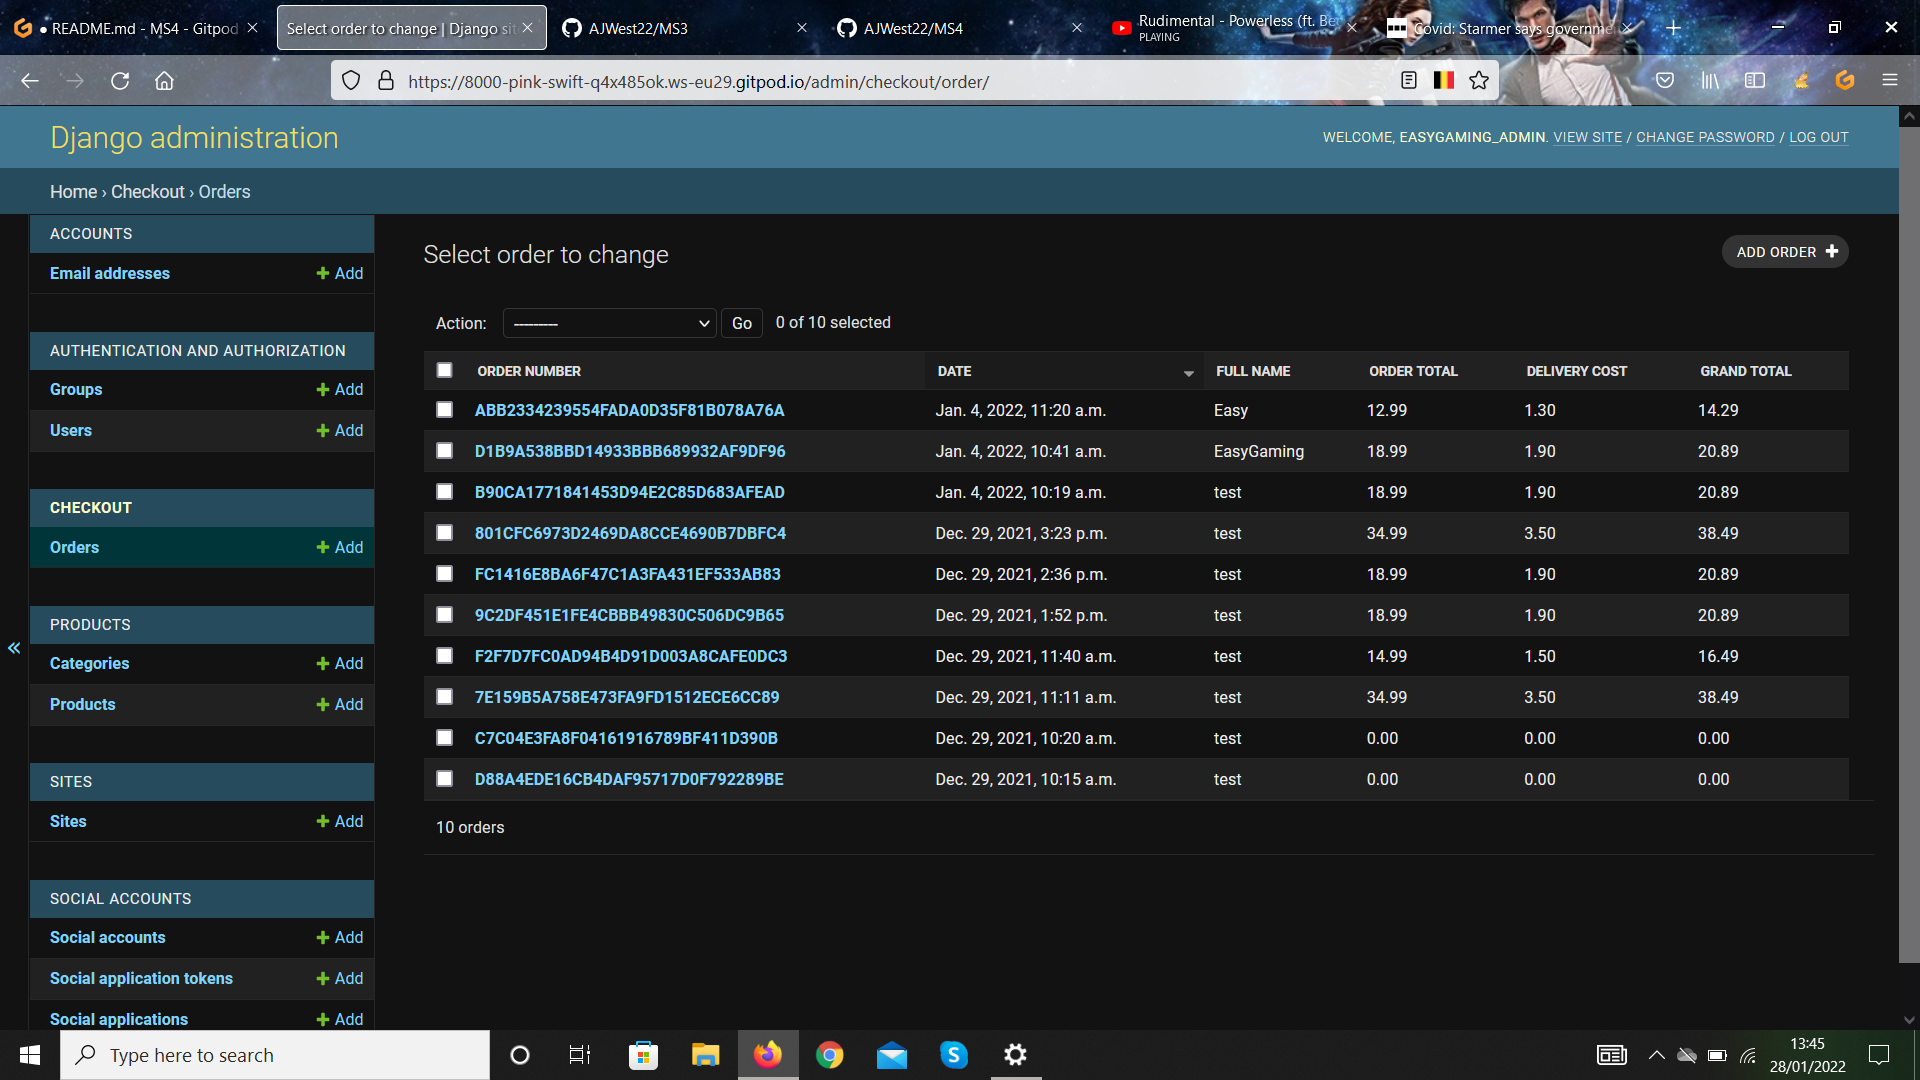 README.md - MS4 - Gitpod
Select order to change | Django sit
AJWest22/MS3
AJWest22/MS4
Rudimental - Powerless (ft. Be
PLAYING
Covid: Starmer says governme
https://8000-pink-swift-q4x485ok.ws-eu29.gitpod.io/admin/checkout/order/
Django administration
WELCOME, EASYGAMING_ADMIN. VIEW SITE / CHANGE PASSWORD / LOG OUT
Home › Checkout › Orders
ACCOUNTS
Email addresses + Add
AUTHENTICATION AND AUTHORIZATION
Groups + Add
Users + Add
CHECKOUT
Orders + Add
PRODUCTS
Categories + Add
Products + Add
SITES
Sites + Add
SOCIAL ACCOUNTS
Social accounts + Add
Social application tokens + Add
Social applications + Add
Select order to change
ADD ORDER +
Action: --------- Go 0 of 10 selected
ORDER NUMBER DATE FULL NAME ORDER TOTAL DELIVERY COST GRAND TOTAL
ABB2334239554FADA0D35F81B078A76A Jan. 4, 2022, 11:20 a.m. Easy 12.99 1.30 14.29
D1B9A538BBD14933BBB689932AF9DF96 Jan. 4, 2022, 10:41 a.m. EasyGaming 18.99 1.90 20.89
B90CA1771841453D94E2C85D683AFEAD Jan. 4, 2022, 10:19 a.m. test 18.99 1.90 20.89
801CFC6973D2469DA8CCE4690B7DBFC4 Dec. 29, 2021, 3:23 p.m. test 34.99 3.50 38.49
FC1416E8BA6F47C1A3FA431EF533AB83 Dec. 29, 2021, 2:36 p.m. test 18.99 1.90 20.89
9C2DF451E1FE4CBBB49830C506DC9B65 Dec. 29, 2021, 1:52 p.m. test 18.99 1.90 20.89
F2F7D7FC0AD94B4D91D003A8CAFE0DC3 Dec. 29, 2021, 11:40 a.m. test 14.99 1.50 16.49
7E159B5A758E473FA9FD1512ECE6CC89 Dec. 29, 2021, 11:11 a.m. test 34.99 3.50 38.49
C7C04E3FA8F04161916789BF411D390B Dec. 29, 2021, 10:20 a.m. test 0.00 0.00 0.00
D88A4EDE16CB4DAF95717D0F792289BE Dec. 29, 2021, 10:15 a.m. test 0.00 0.00 0.00
10 orders
Type here to search
13:45
28/01/2022